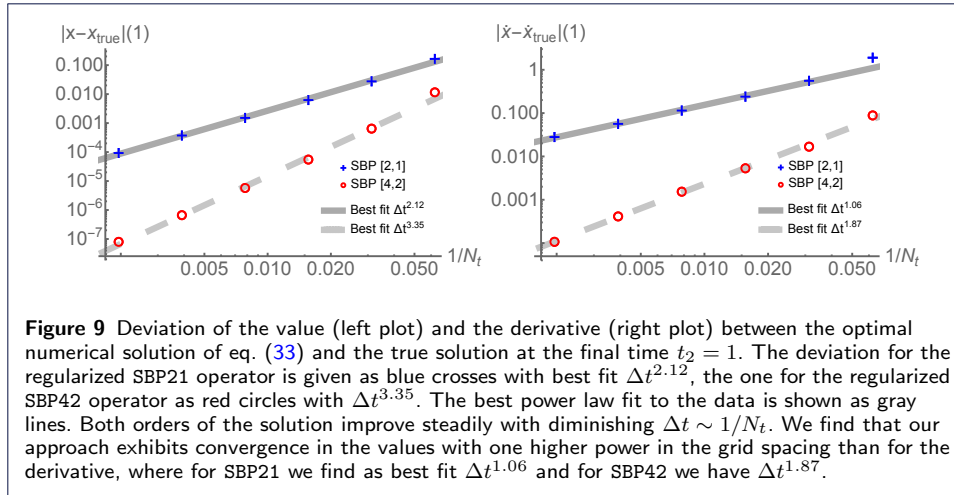 |x−x_true|(1)
0.100
0.010
0.001
10^-4
10^-5
10^-6
10^-7
0.005 0.010 0.020 0.050
1/N_t
+ SBP [2,1]
○ SBP [4,2]
Best fit Δt^2.12
Best fit Δt^3.35
|ẋ−ẋ_true|(1)
1
0.100
0.010
0.001
0.005 0.010 0.020 0.050
1/N_t
+ SBP [2,1]
○ SBP [4,2]
Best fit Δt^1.06
Best fit Δt^1.87
Figure 9 Deviation of the value (left plot) and the derivative (right plot) between the optimal
numerical solution of eq. (33) and the true solution at the final time t_2 = 1. The deviation for the
regularized SBP21 operator is given as blue crosses with best fit Δt^2.12, the one for the regularized
SBP42 operator as red circles with Δt^3.35. The best power law fit to the data is shown as gray
lines. Both orders of the solution improve steadily with diminishing Δt ∼ 1/N_t. We find that our
approach exhibits convergence in the values with one higher power in the grid spacing than for the
derivative, where for SBP21 we find as best fit Δt^1.06 and for SBP42 we have Δt^1.87.